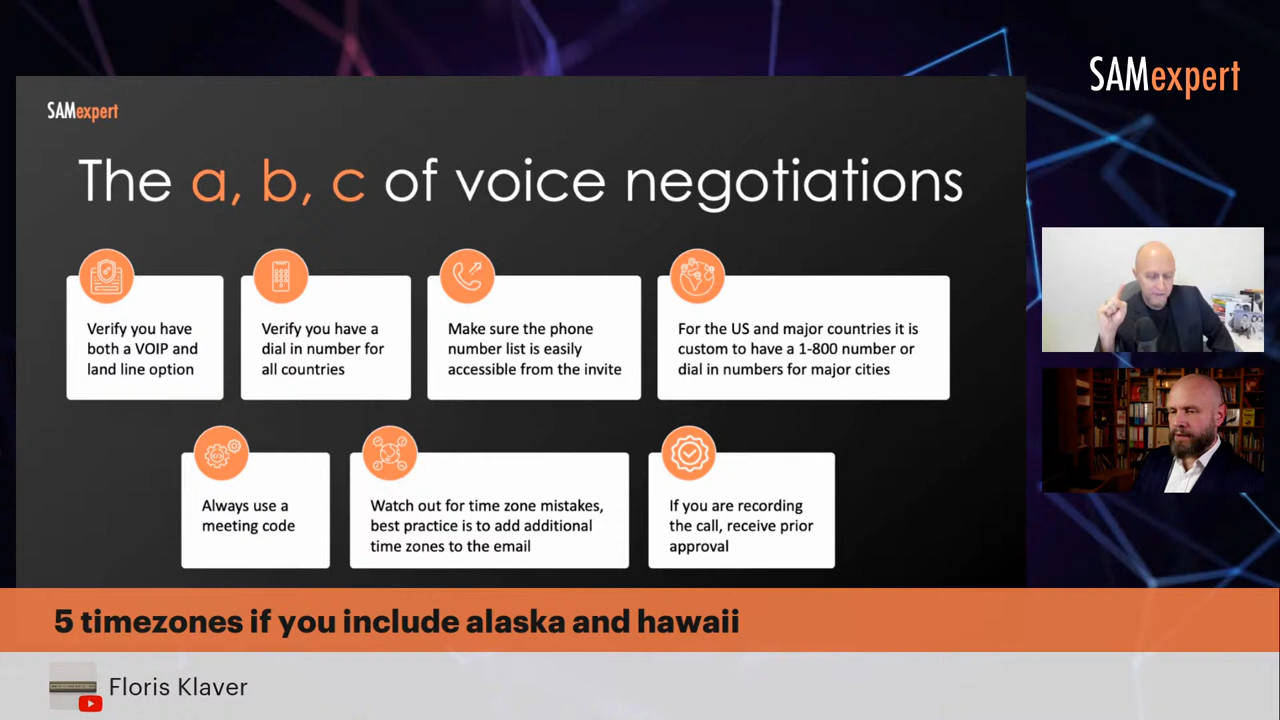 SAMexpert
SAMexpert
The a, b, c of voice negotiations
Verify you have
both a VOIP and
land line option
Verify you have a
dial in number for
all countries
Make sure the phone
number list is easily
accessible from the invite
For the US and major countries it is
custom to have a 1-800 number or
dial in numbers for major cities
Always use a
meeting code
Watch out for time zone mistakes,
best practice is to add additional
time zones to the email
If you are recording
the call, receive prior
approval
5 timezones if you include alaska and hawaii
Floris Klaver